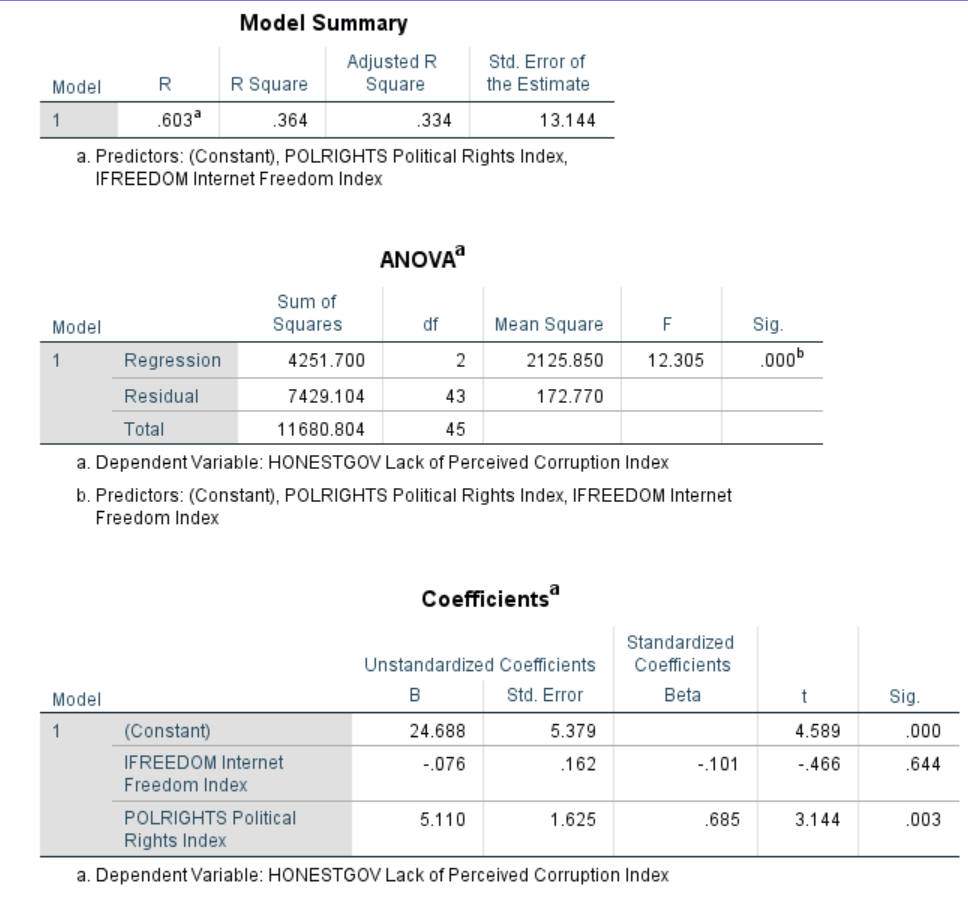 Model Summary
Model R R Square Adjusted R Square Std. Error of the Estimate
1 .603a .364 .334 13.144
a. Predictors: (Constant), POLRIGHTS Political Rights Index,
IFREEDOM Internet Freedom Index
ANOVAa
Model Sum of Squares df Mean Square F Sig.
1 Regression 4251.700 2 2125.850 12.305 .000b
Residual 7429.104 43 172.770
Total 11680.804 45
a. Dependent Variable: HONESTGOV Lack of Perceived Corruption Index
b. Predictors: (Constant), POLRIGHTS Political Rights Index, IFREEDOM Internet
Freedom Index
Coefficientsa
Unstandardized Coefficients Standardized Coefficients
Model B Std. Error Beta t Sig.
1 (Constant) 24.688 5.379 4.589 .000
IFREEDOM Internet Freedom Index -.076 .162 -.101 -.466 .644
POLRIGHTS Political Rights Index 5.110 1.625 .685 3.144 .003
a. Dependent Variable: HONESTGOV Lack of Perceived Corruption Index